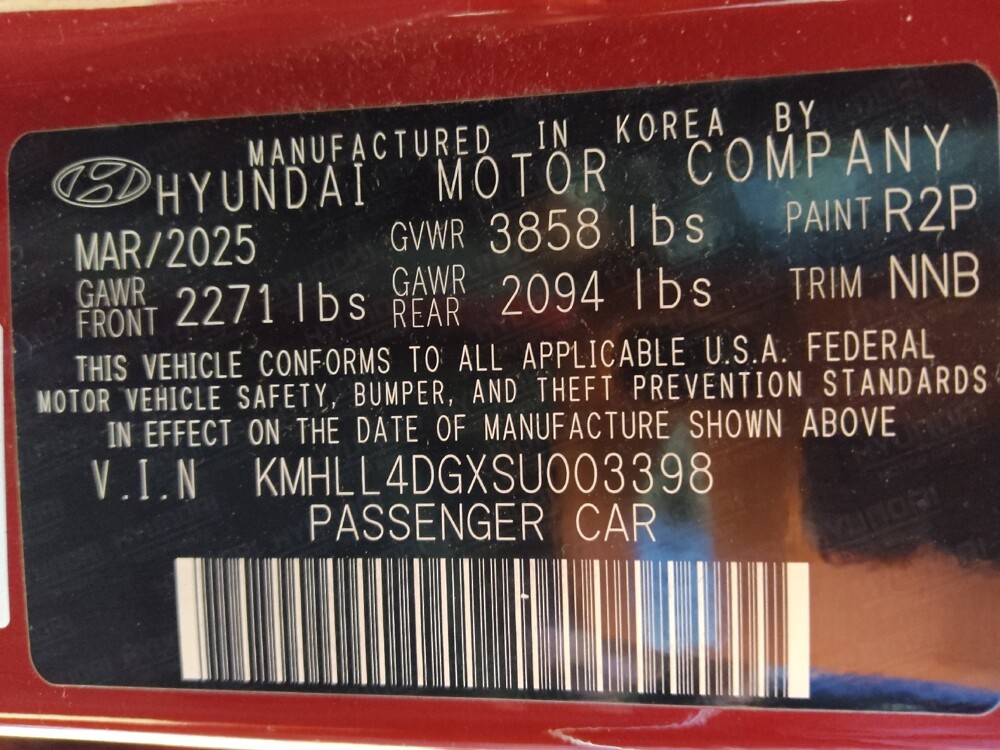 MANUFACTURED IN KOREA BY
HYUNDAI MOTOR COMPANY
MAR/2025 GVWR 3858 lbs PAINT R2P
GAWR FRONT 2271 lbs GAWR REAR 2094 lbs TRIM NNB
THIS VEHICLE CONFORMS TO ALL APPLICABLE U.S.A. FEDERAL
MOTOR VEHICLE SAFETY, BUMPER, AND THEFT PREVENTION STANDARDS
IN EFFECT ON THE DATE OF MANUFACTURE SHOWN ABOVE
V.I.N KMHLL4DGXSU003398
PASSENGER CAR